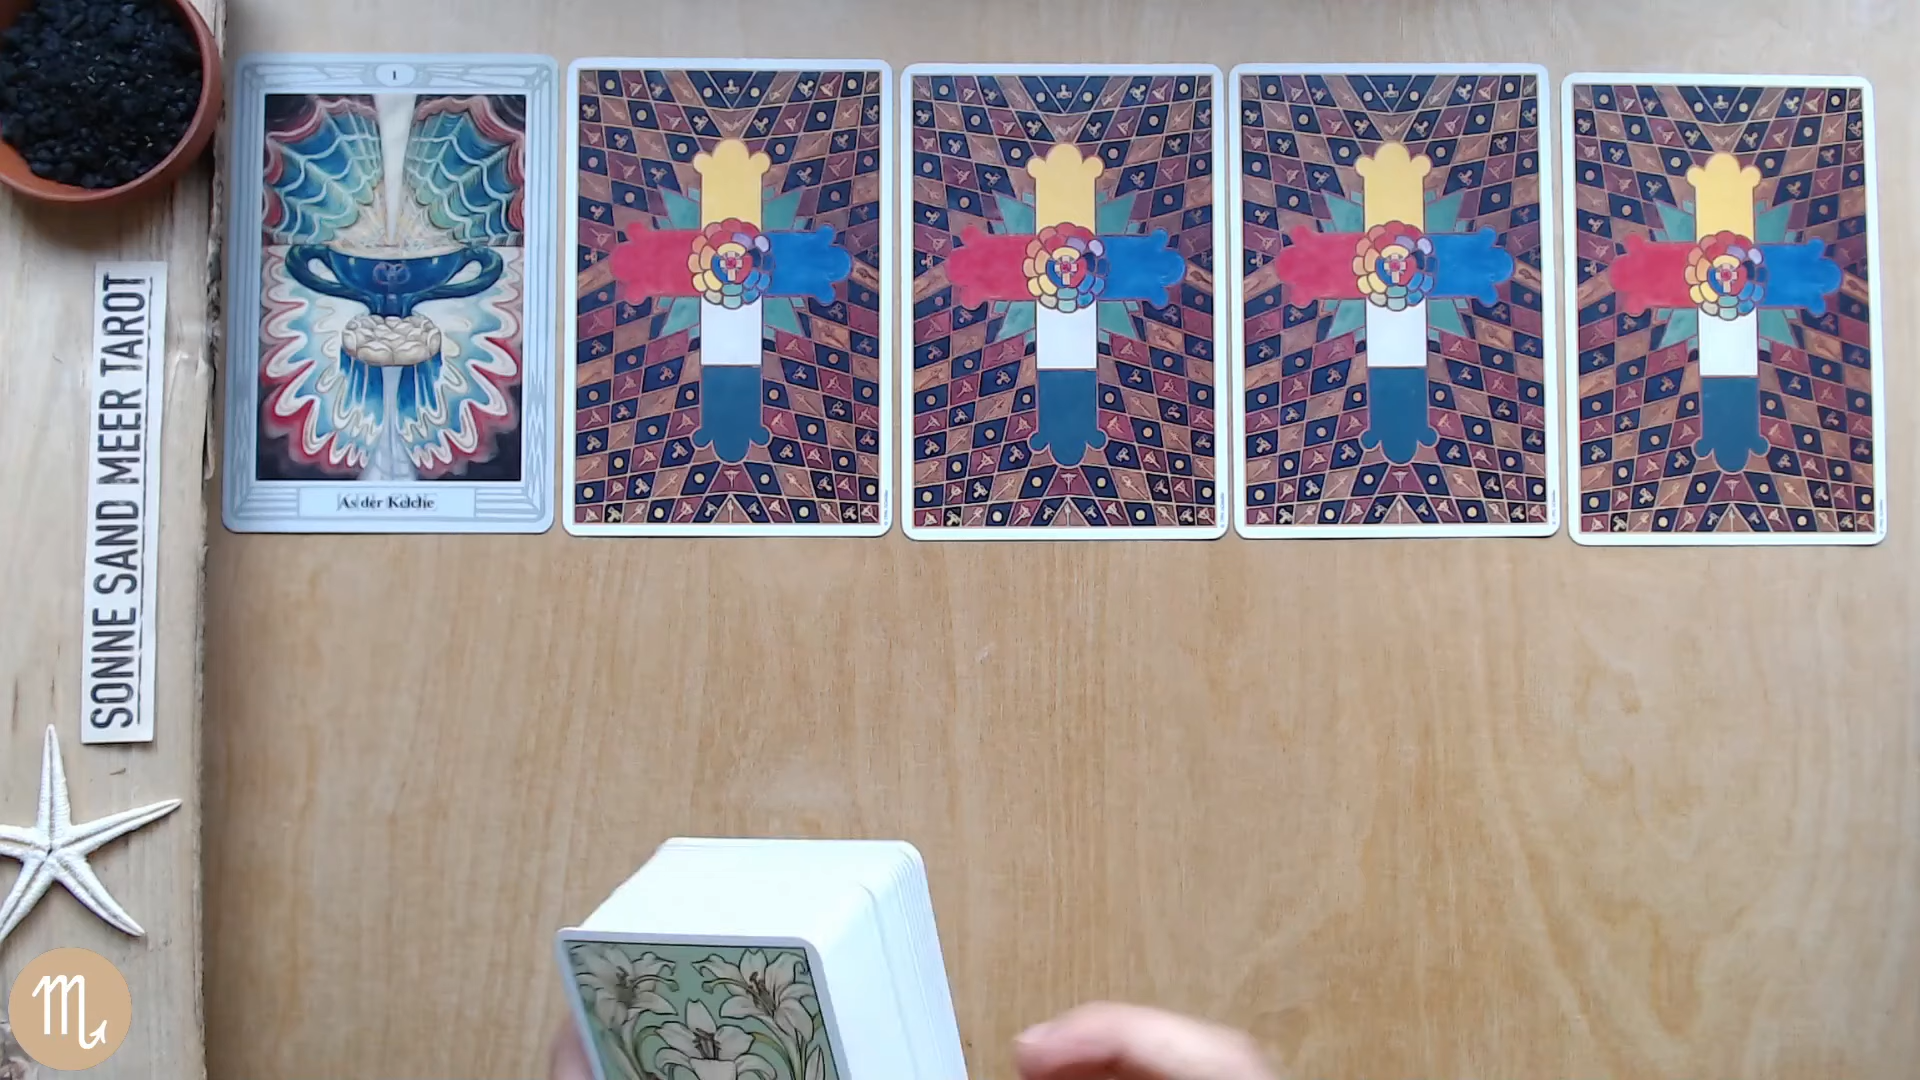 I
As der Kelche
SONNE SAND MEER TAROT